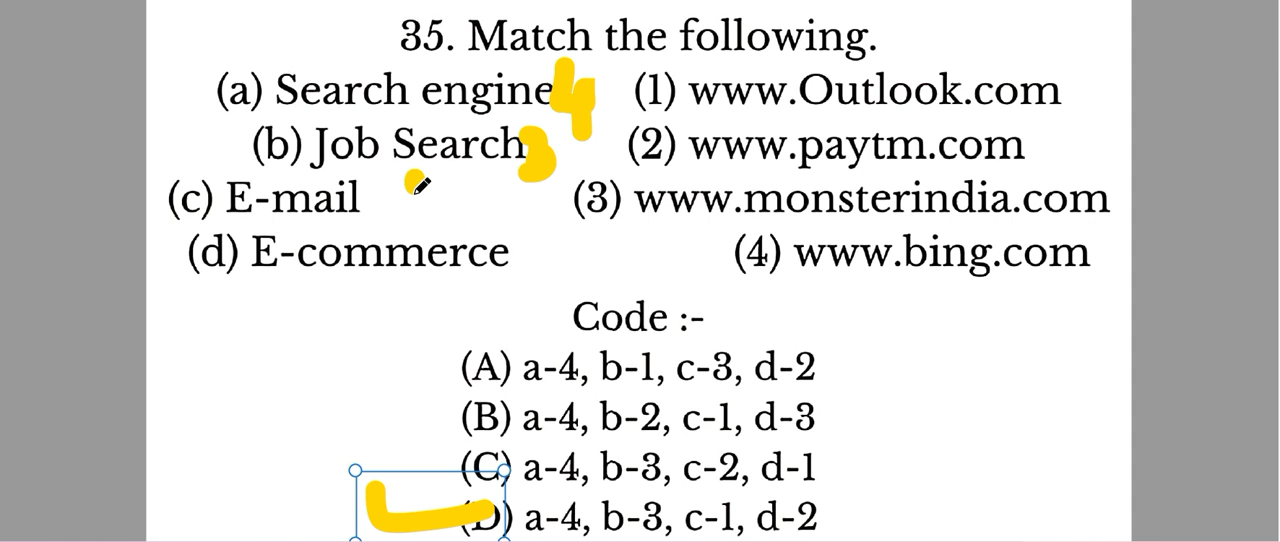 35. Match the following.
(a) Search engine 4 (1) www.Outlook.com
(b) Job Search 3 (2) www.paytm.com
(c) E-mail (3) www.monsterindia.com
(d) E-commerce (4) www.bing.com
Code :-
(A) a-4, b-1, c-3, d-2
(B) a-4, b-2, c-1, d-3
(C) a-4, b-3, c-2, d-1
(D) a-4, b-3, c-1, d-2